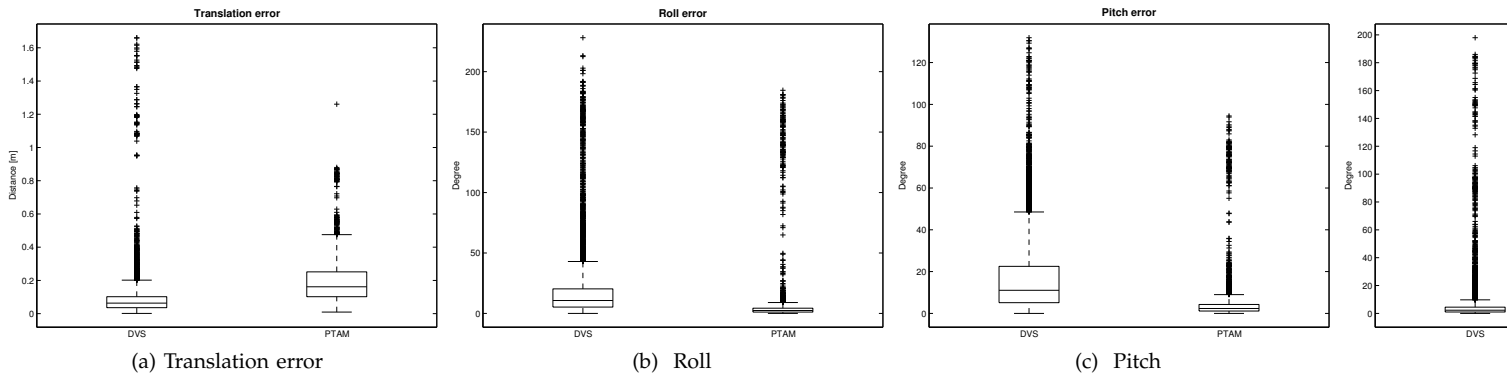 Translation error
Distance [m]
1.6
1.4
1.2
1
0.8
0.6
0.4
0.2
0
DVS PTAM
(a) Translation error
Roll error
Degree
200
150
100
50
0
DVS PTAM
(b) Roll
Pitch error
Degree
120
100
80
60
40
20
0
DVS PTAM
(c) Pitch
Degree
200
180
160
140
120
100
80
60
40
20
0
DVS